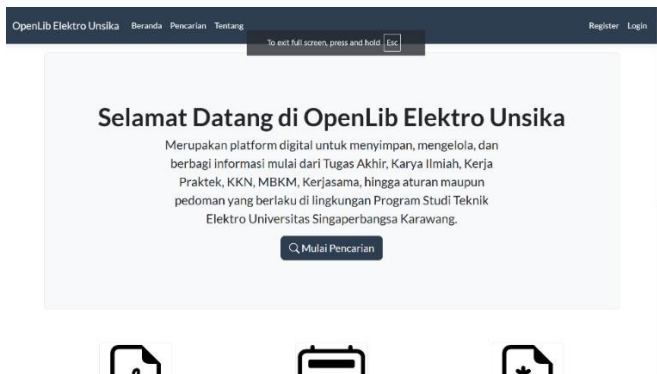 OpenLib Elektro Unsika Beranda Pencarian Tentang Register Login
To exit full screen, press and hold Esc
Selamat Datang di OpenLib Elektro Unsika
Merupakan platform digital untuk menyimpan, mengelola, dan
berbagi informasi mulai dari Tugas Akhir, Karya Ilmiah, Kerja
Praktek, KKN, MBKM, Kerjasama, hingga aturan maupun
pedoman yang berlaku di lingkungan Program Studi Teknik
Elektro Universitas Singaperbangsa Karawang.
Mulai Pencarian